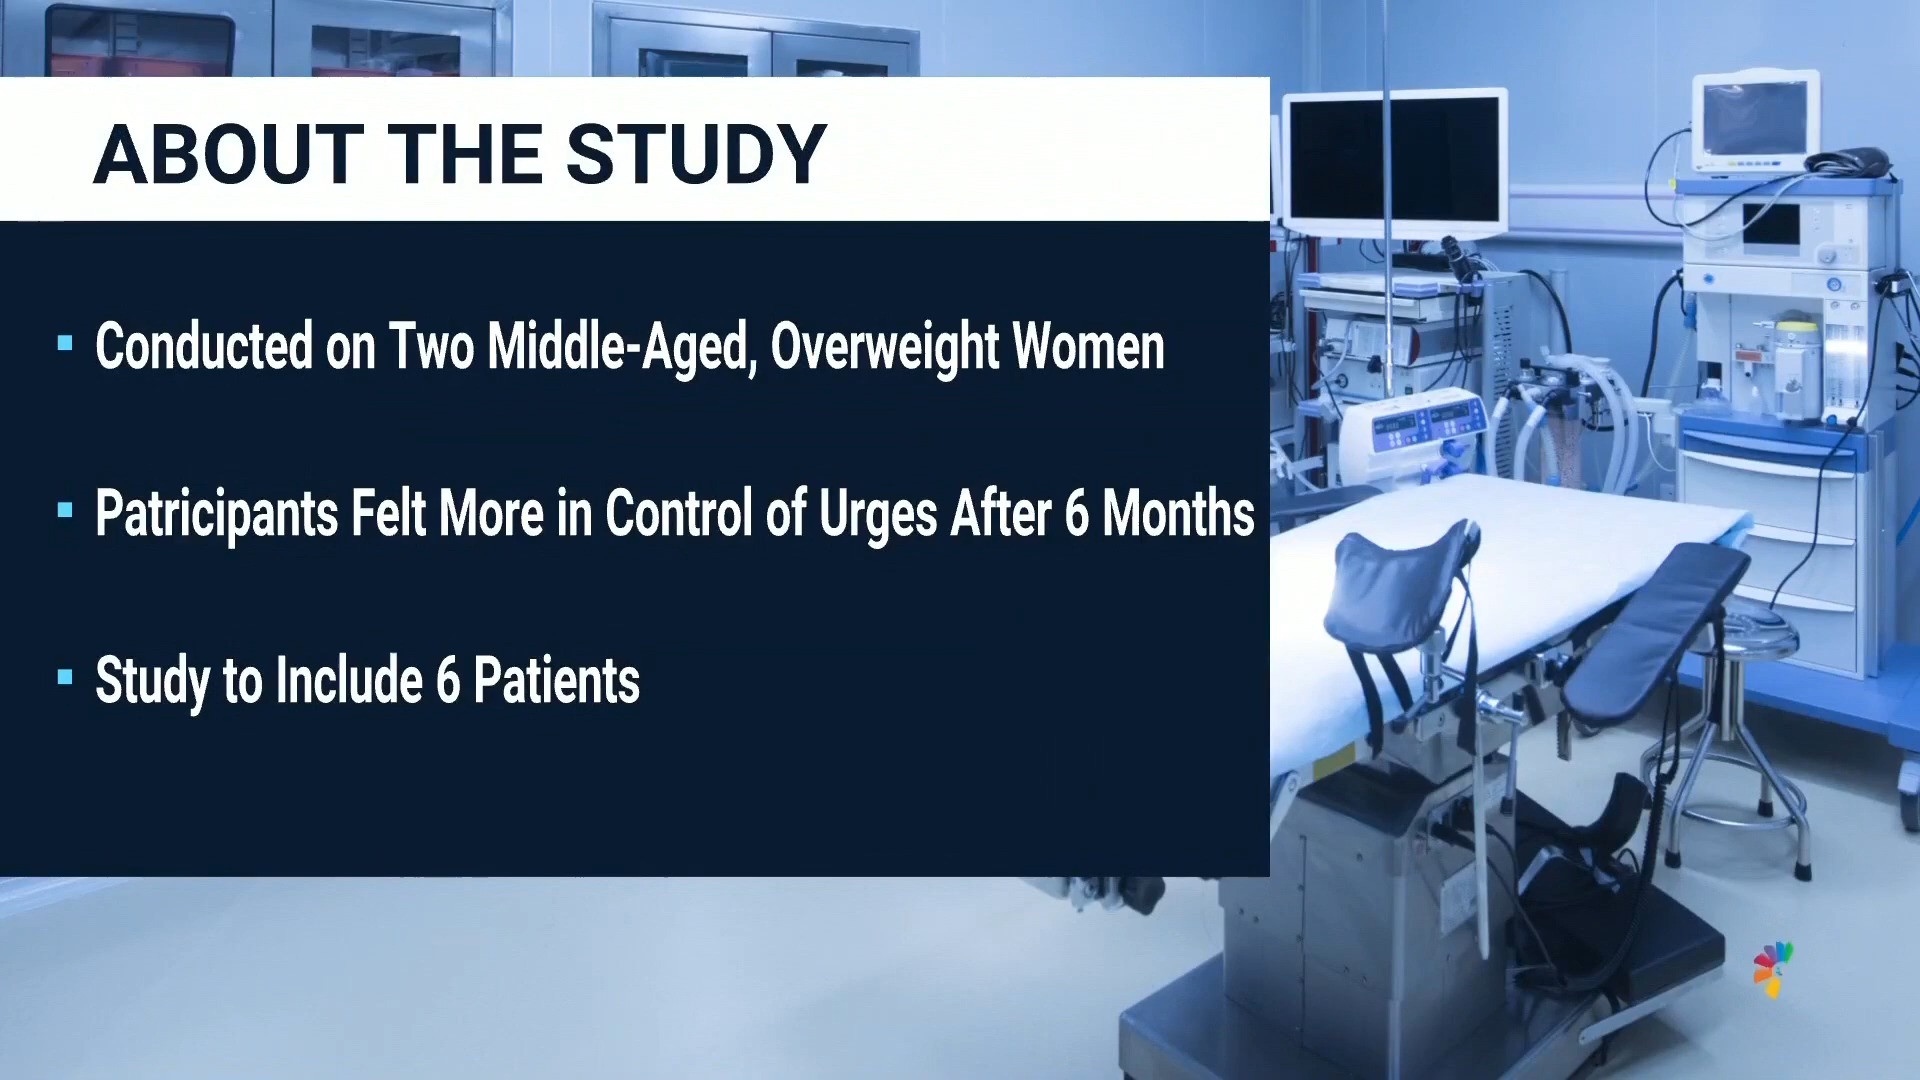 ABOUT THE STUDY
Conducted on Two Middle-Aged, Overweight Women
Patricipants Felt More in Control of Urges After 6 Months
Study to Include 6 Patients